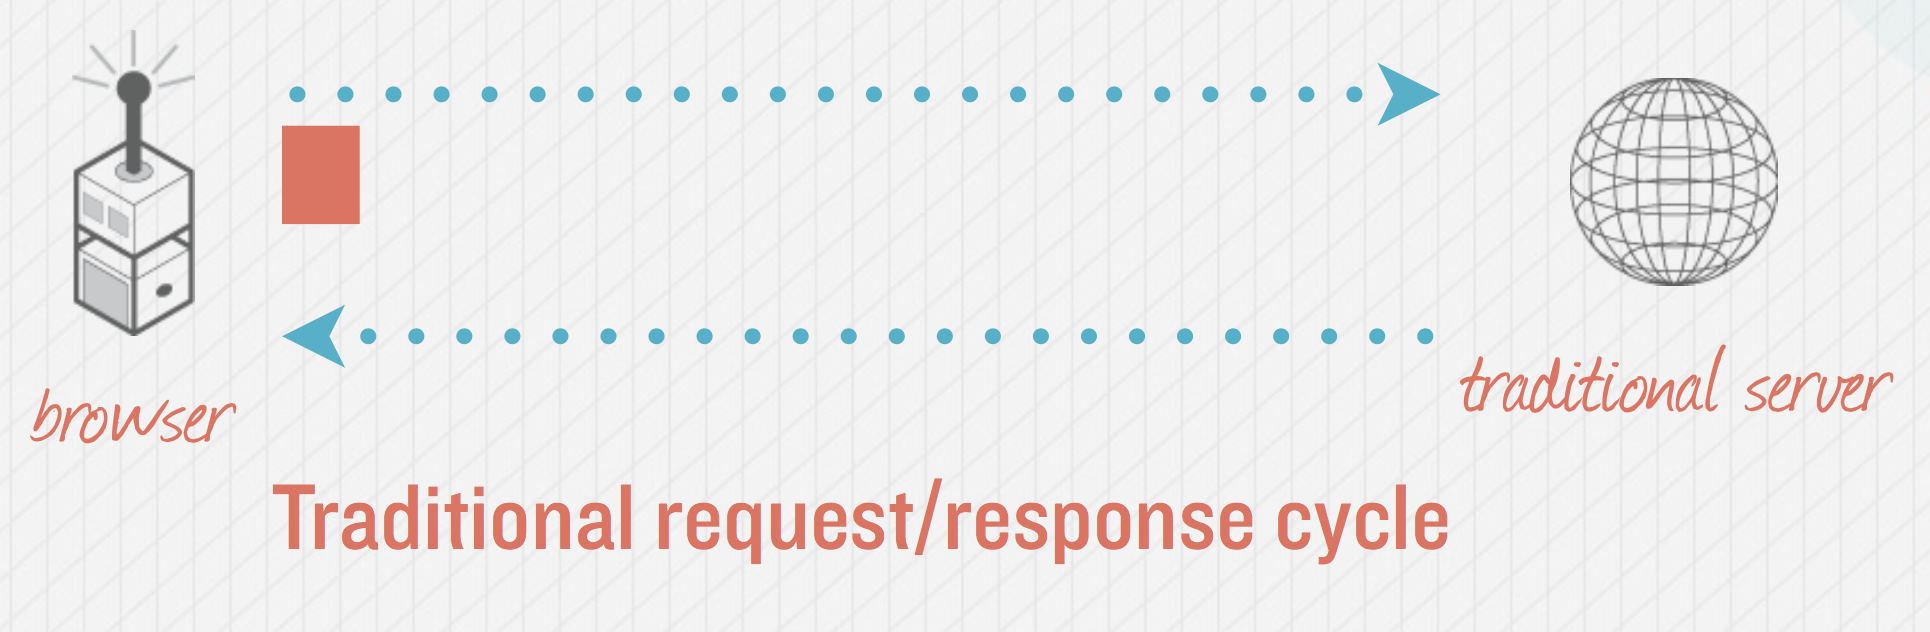 browser
traditional server
Traditional request/response cycle